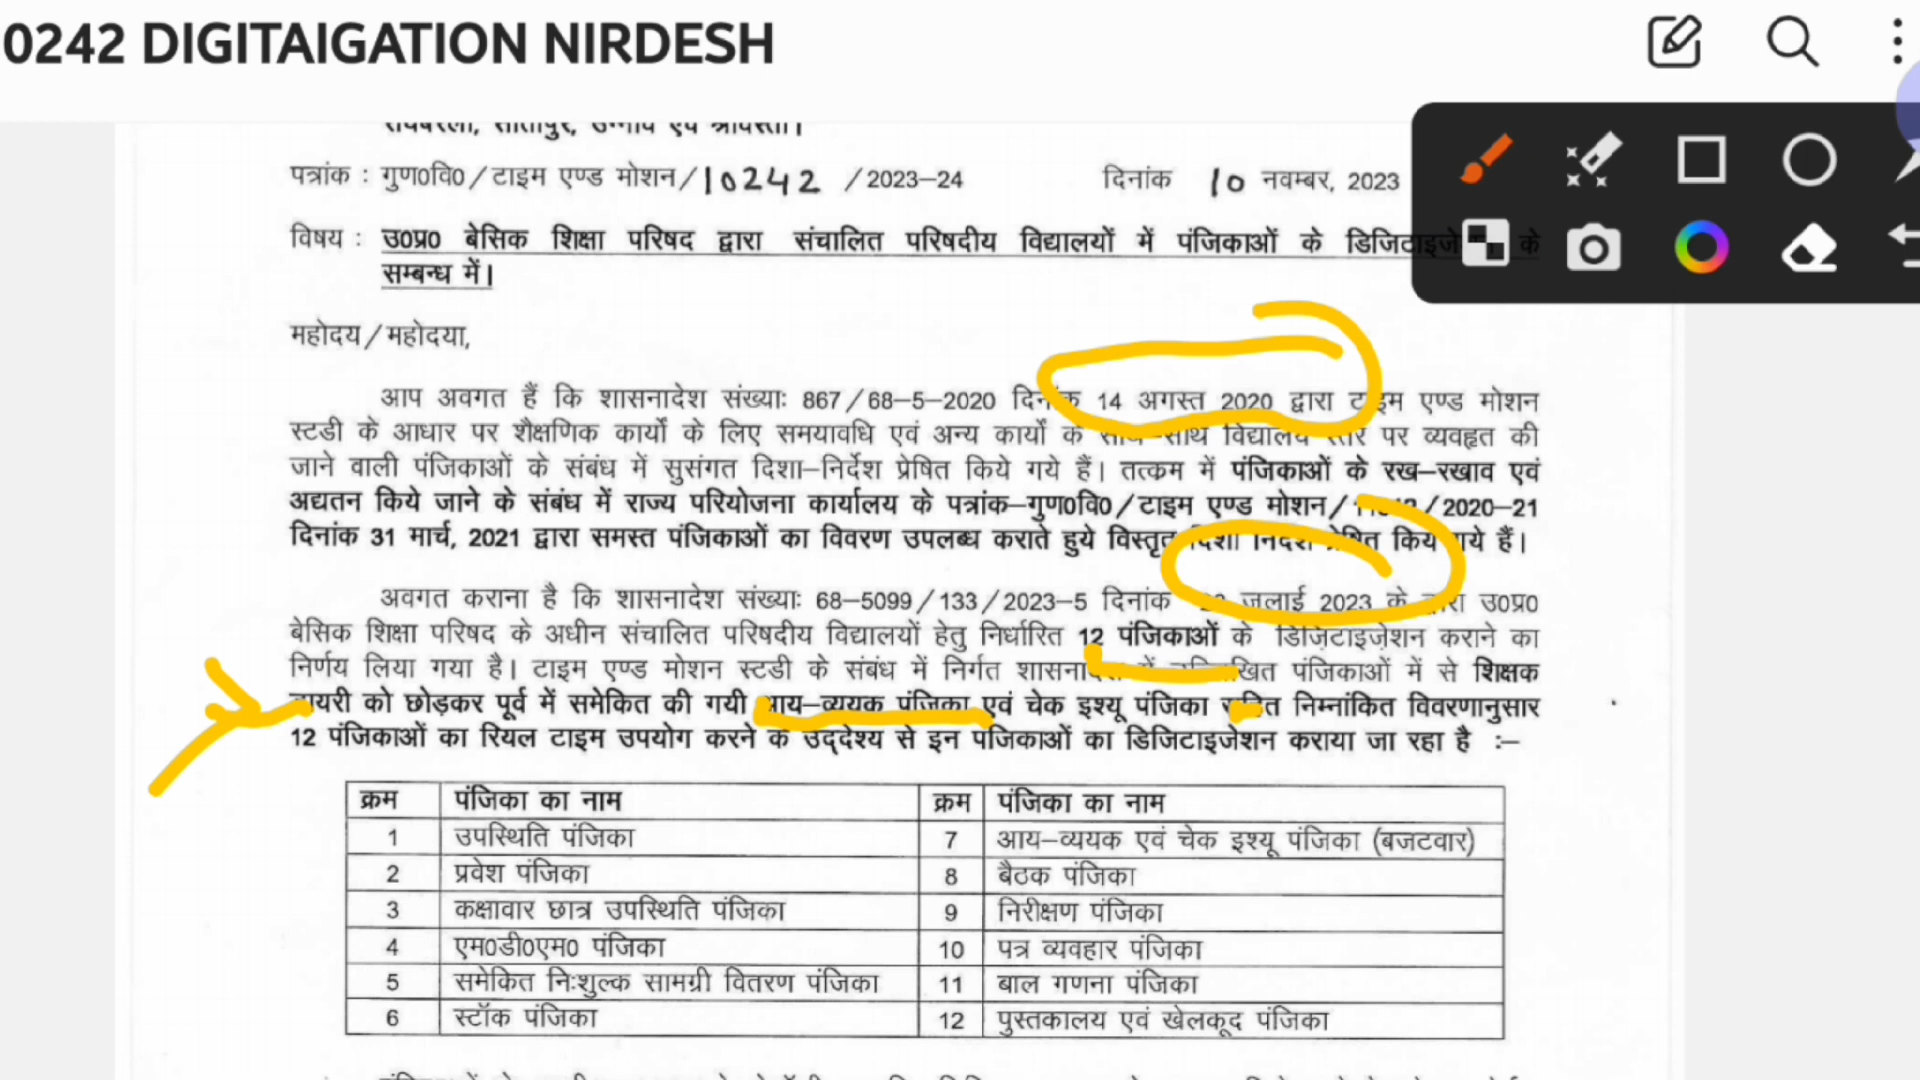 0242 DIGITAIGATION NIRDESH
रायबरेली, सीतापुर, उन्नाव एवं श्रावस्ती।
पत्रांक : गुण0वि0/टाइम एण्ड मोशन/10242 /2023–24 दिनांक 10 नवम्बर, 2023
विषय : उ0प्र0 बेसिक शिक्षा परिषद द्वारा संचालित परिषदीय विद्यालयों में पंजिकाओं के के
सम्बन्ध में।
महोदय/महोदया,
आप अवगत हैं कि शासनादेश संख्याः 867/68–5–2020 दिनांक 14 अगस्त 2020 द्वारा टाइम एण्ड मोशन
स्टडी के आधार पर शैक्षणिक कार्यों के लिए समयावधि एवं अन्य कार्यों के साथ–साथ विद्यालय स्तर पर व्यवहृत की
जाने वाली पंजिकाओं के संबंध में सुसंगत दिशा–निर्देश प्रेषित किये गये हैं। तत्कम में पंजिकाओं के रख–रखाव एवं
अद्यतन किये जाने के संबंध में राज्य परियोजना कार्यालय के पत्रांक–गुण0वि0/टाइम एण्ड मोशन/ /2020–21
दिनांक 31 मार्च, 2021 द्वारा समस्त पंजिकाओं का विवरण उपलब्ध कराते हुये विस्तृत दिशा निर्देश प्रेषित किये गये हैं।
अवगत कराना है कि शासनादेश संख्याः 68–5099/133/2023–5 दिनांक जुलाई 2023 के द्वारा उ0प्र0
बेसिक शिक्षा परिषद के अधीन संचालित परिषदीय विद्यालयों हेतु निर्धारित 12 पंजिकाओं के डिजिटाइजेशन कराने का
निर्णय लिया गया है। टाइम एण्ड मोशन स्टडी के संबंध में निर्गत शासनादेश में पंजिकाओं में से शिक्षक
डायरी को छोड़कर पूर्व में समेकित की गयी आय–व्ययक पंजिका एवं चेक इश्यू पंजिका सहित निम्नांकित विवरणानुसार
12 पंजिकाओं का रियल टाइम उपयोग करने के उद्देश्य से इन पंजिकाओं का डिजिटाइजेशन कराया जा रहा है :–
क्रम पंजिका का नाम क्रम पंजिका का नाम
1 उपस्थिति पंजिका 7 आय–व्ययक एवं चेक इश्यू पंजिका (बजटवार)
2 प्रवेश पंजिका 8 बैठक पंजिका
3 कक्षावार छात्र उपस्थिति पंजिका 9 निरीक्षण पंजिका
4 एम0डी0एम0 पंजिका 10 पत्र व्यवहार पंजिका
5 समेकित निःशुल्क सामग्री वितरण पंजिका 11 बाल गणना पंजिका
6 स्टॉक पंजिका 12 पुस्तकालय एवं खेलकूद पंजिका